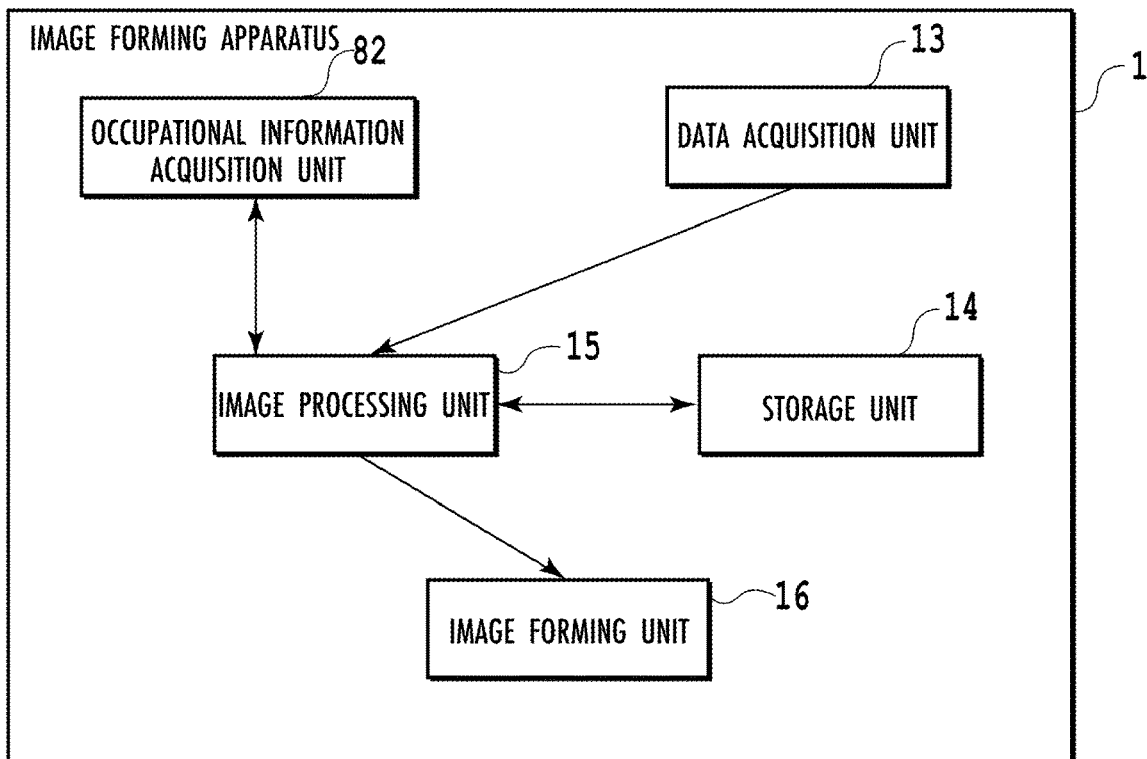 IMAGE FORMING APPARATUS
82
13
1
OCCUPATIONAL INFORMATION
ACQUISITION UNIT
DATA ACQUISITION UNIT
15
14
IMAGE PROCESSING UNIT
STORAGE UNIT
16
IMAGE FORMING UNIT